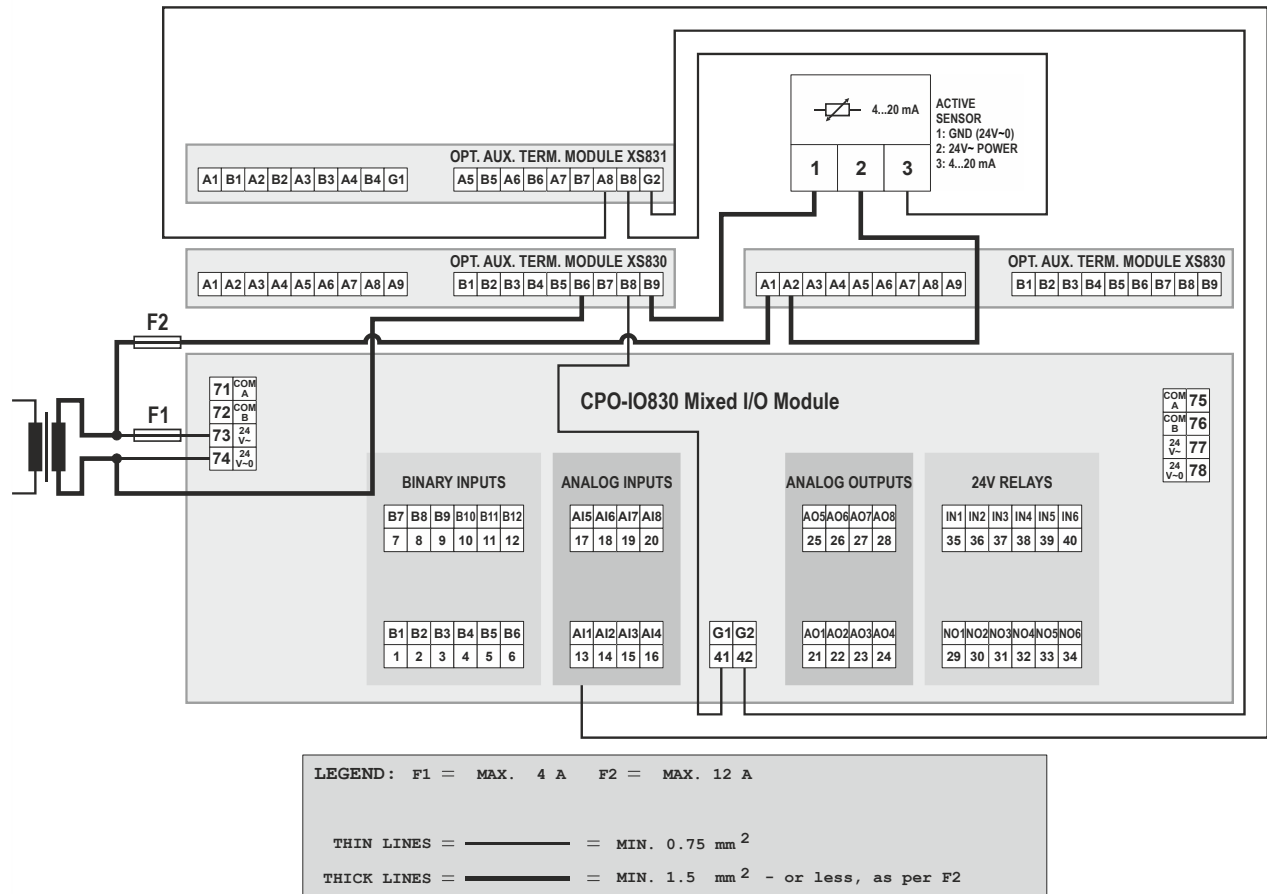 4...20 mA
ACTIVE
SENSOR
1: GND (24V~0)
2: 24V~ POWER
3: 4...20 mA
1 2 3
OPT. AUX. TERM. MODULE XS831
A1 B1 A2 B2 A3 B3 A4 B4 G1
A5 B5 A6 B6 A7 B7 A8 B8 G2
OPT. AUX. TERM. MODULE XS830
A1 A2 A3 A4 A5 A6 A7 A8 A9
B1 B2 B3 B4 B5 B6 B7 B8 B9
OPT. AUX. TERM. MODULE XS830
A1 A2 A3 A4 A5 A6 A7 A8 A9
B1 B2 B3 B4 B5 B6 B7 B8 B9
F2
F1
71 COM A
72 COM B
73 24 V~
74 24 V~0
CPO-IO830 Mixed I/O Module
COM A 75
COM B 76
24 V~ 77
24 V~0 78
BINARY INPUTS
B7 B8 B9 B10 B11 B12
7 8 9 10 11 12
B1 B2 B3 B4 B5 B6
1 2 3 4 5 6
ANALOG INPUTS
AI5 AI6 AI7 AI8
17 18 19 20
AI1 AI2 AI3 AI4
13 14 15 16
G1 G2
41 42
ANALOG OUTPUTS
AO5 AO6 AO7 AO8
25 26 27 28
AO1 AO2 AO3 AO4
21 22 23 24
24V RELAYS
IN1 IN2 IN3 IN4 IN5 IN6
35 36 37 38 39 40
NO1 NO2 NO3 NO4 NO5 NO6
29 30 31 32 33 34
LEGEND: F1 = MAX. 4 A F2 = MAX. 12 A
THIN LINES = = MIN. 0.75 mm 2
THICK LINES = = MIN. 1.5 mm 2 - or less, as per F2